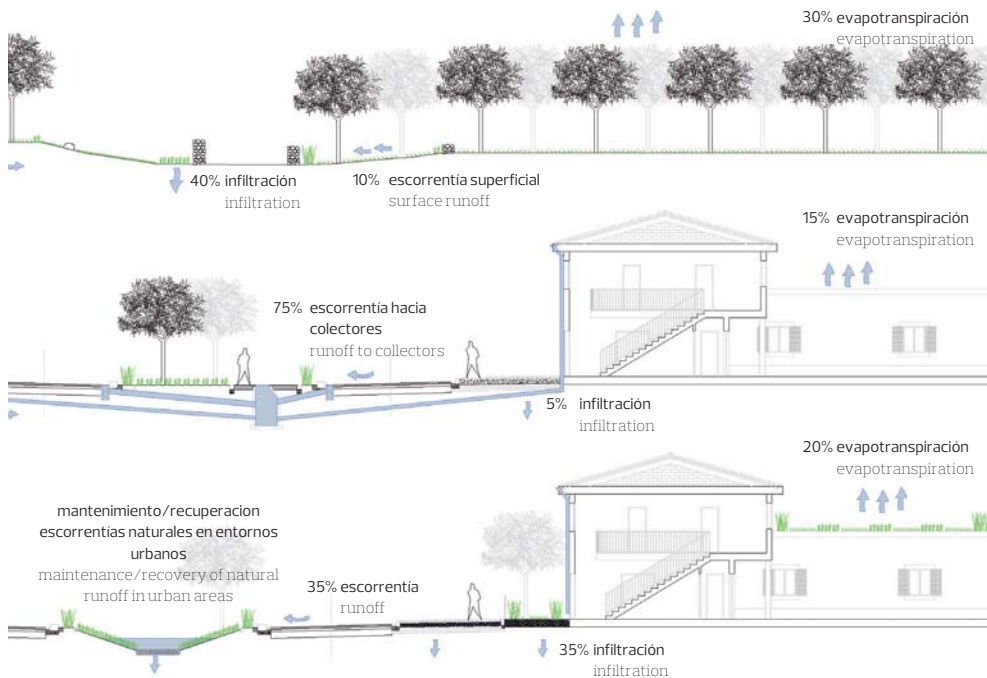 30% evapotranspiración
evapotranspiration
40% infiltración
infiltration
10% escorrentía superficial
surface runoff
15% evapotranspiración
evapotranspiration
75% escorrentía hacia
colectores
runoff to collectors
5% infiltración
infiltration
20% evapotranspiración
evapotranspiration
mantenimiento/recuperacion
escorrentías naturales en entornos
urbanos
maintenance/recovery of natural
runoff in urban areas
35% escorrentía
runoff
35% infiltración
infiltration